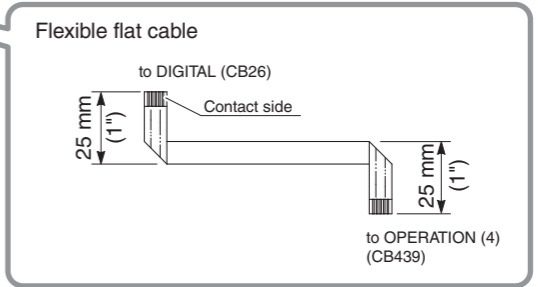 Flexible flat cable
to DIGITAL (CB26)
Contact side
25 mm
(1")
25 mm
(1")
to OPERATION (4)
(CB439)